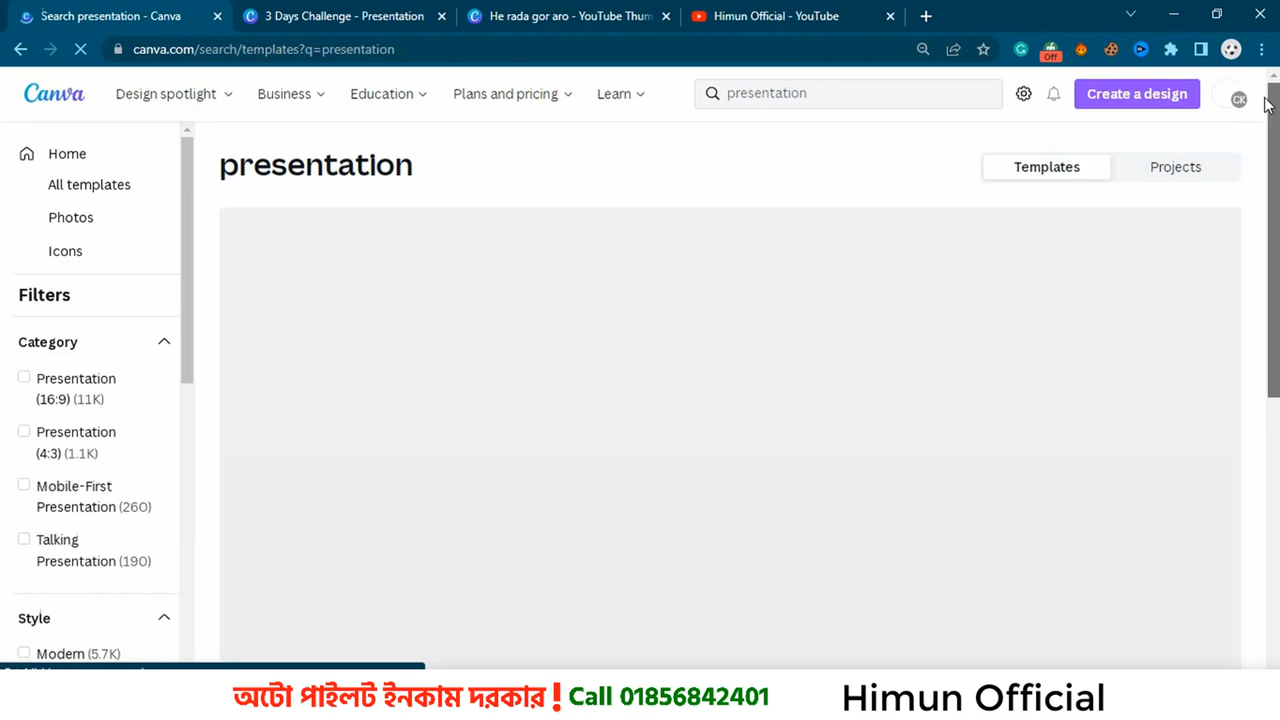 Search presentation - Canva
3 Days Challenge - Presentation
He rada gor aro - YouTube Thum
Himun Official - YouTube
canva.com/search/templates?q=presentation
Off
Canva
Design spotlight
Business
Education
Plans and pricing
Learn
presentation
Create a design
CK
Home
All templates
Photos
Icons
Filters
Category
Presentation
(16:9) (11K)
Presentation
(4:3) (1.1K)
Mobile-First
Presentation (260)
Talking
Presentation (190)
Style
Modern (5.7K)
presentation
Templates
Projects
অটো পাইলট ইনকাম দরকার ! Call 01856842401
Himun Official